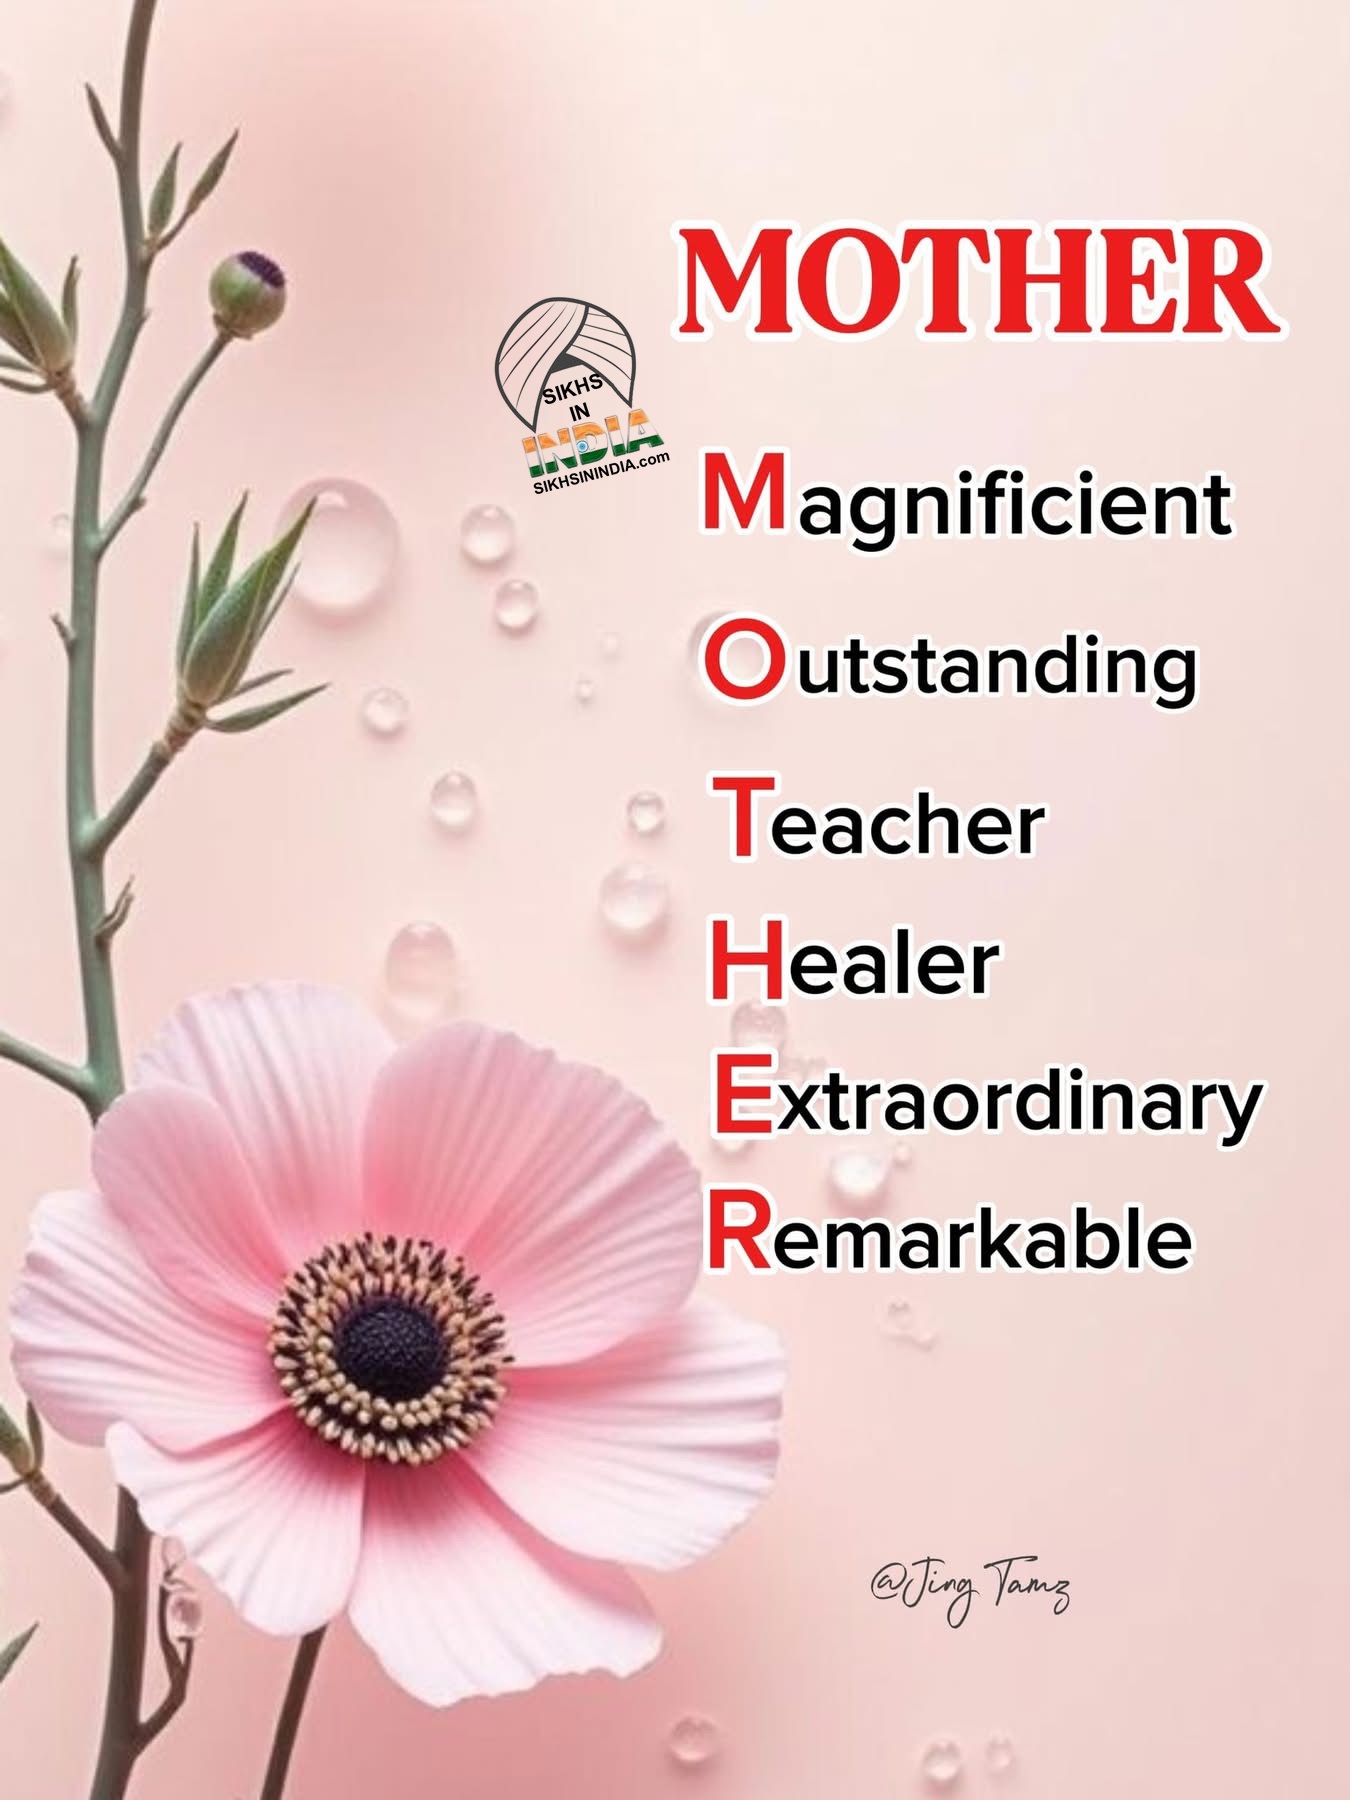 MOTHER
SIKHS
IN
INDIA
SIKHSININDIA.com
Magnificient
Outstanding
Teacher
Healer
Extraordinary
Remarkable
@Jing Tamz